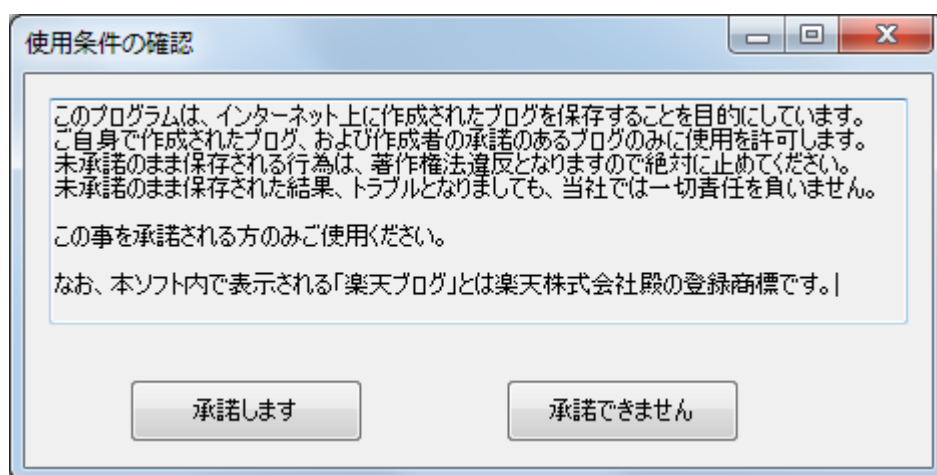 使用条件の確認
このプログラムは、インターネット上に作成されたブログを保存することを目的にしています。
ご自身で作成されたブログ、および作成者の承諾のあるブログのみに使用を許可します。
未承諾のまま保存される行為は、著作権法違反となりますので絶対に止めてください。
未承諾のまま保存された結果、トラブルとなりましても、当社では一切責任を負いません。
この事を承諾される方のみご使用ください。
なお、本ソフト内で表示される「楽天ブログ」とは楽天株式会社殿の登録商標です。
承諾します
承諾できません